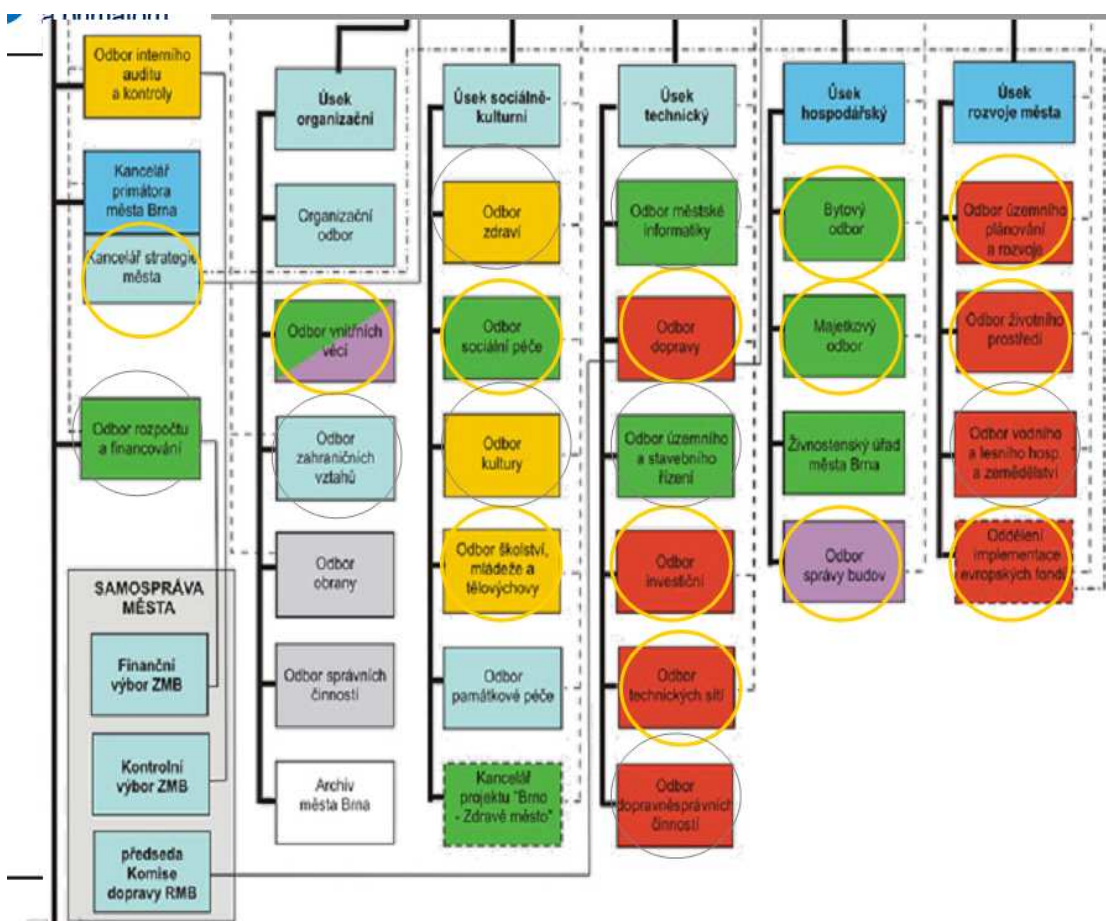 Odbor interního
auditu
a kontroly
Kancelář
primátora
města Brna
Kancelář strategie
města
Odbor rozpočtu
a financování
SAMOSPRÁVA
MĚSTA
Finanční
výbor ZMB
Kontrolní
výbor ZMB
předseda
Komise
dopravy RMB
Úsek
organizační
Organizační
odbor
Odbor vnitřních
věcí
Odbor
zahraničních
vztahů
Odbor
obrany
Odbor správních
činností
Archiv
města Brna
Úsek sociálně-
kulturní
Odbor
zdraví
Odbor
sociální péče
Odbor
kultury
Odbor školství,
mládeže a
tělovýchovy
Odbor
památkové péče
Kancelář
projektu "Brno
- Zdravé město"
Úsek
technický
Odbor městské
informatiky
Odbor
dopravy
Odbor územního
a stavebního
řízení
Odbor
investiční
Odbor
technických sítí
Odbor
dopravněsprávních
činností
Úsek
hospodářský
Bytový
odbor
Majetkový
odbor
Živnostenský úřad
města Brna
Odbor
správy budov
Úsek
rozvoje města
Odbor územního
plánování
a rozvoje
Odbor životního
prostředí
Odbor vodního
a lesního hosp.
a zemědělství
Oddělení
implementace
evropských fondů